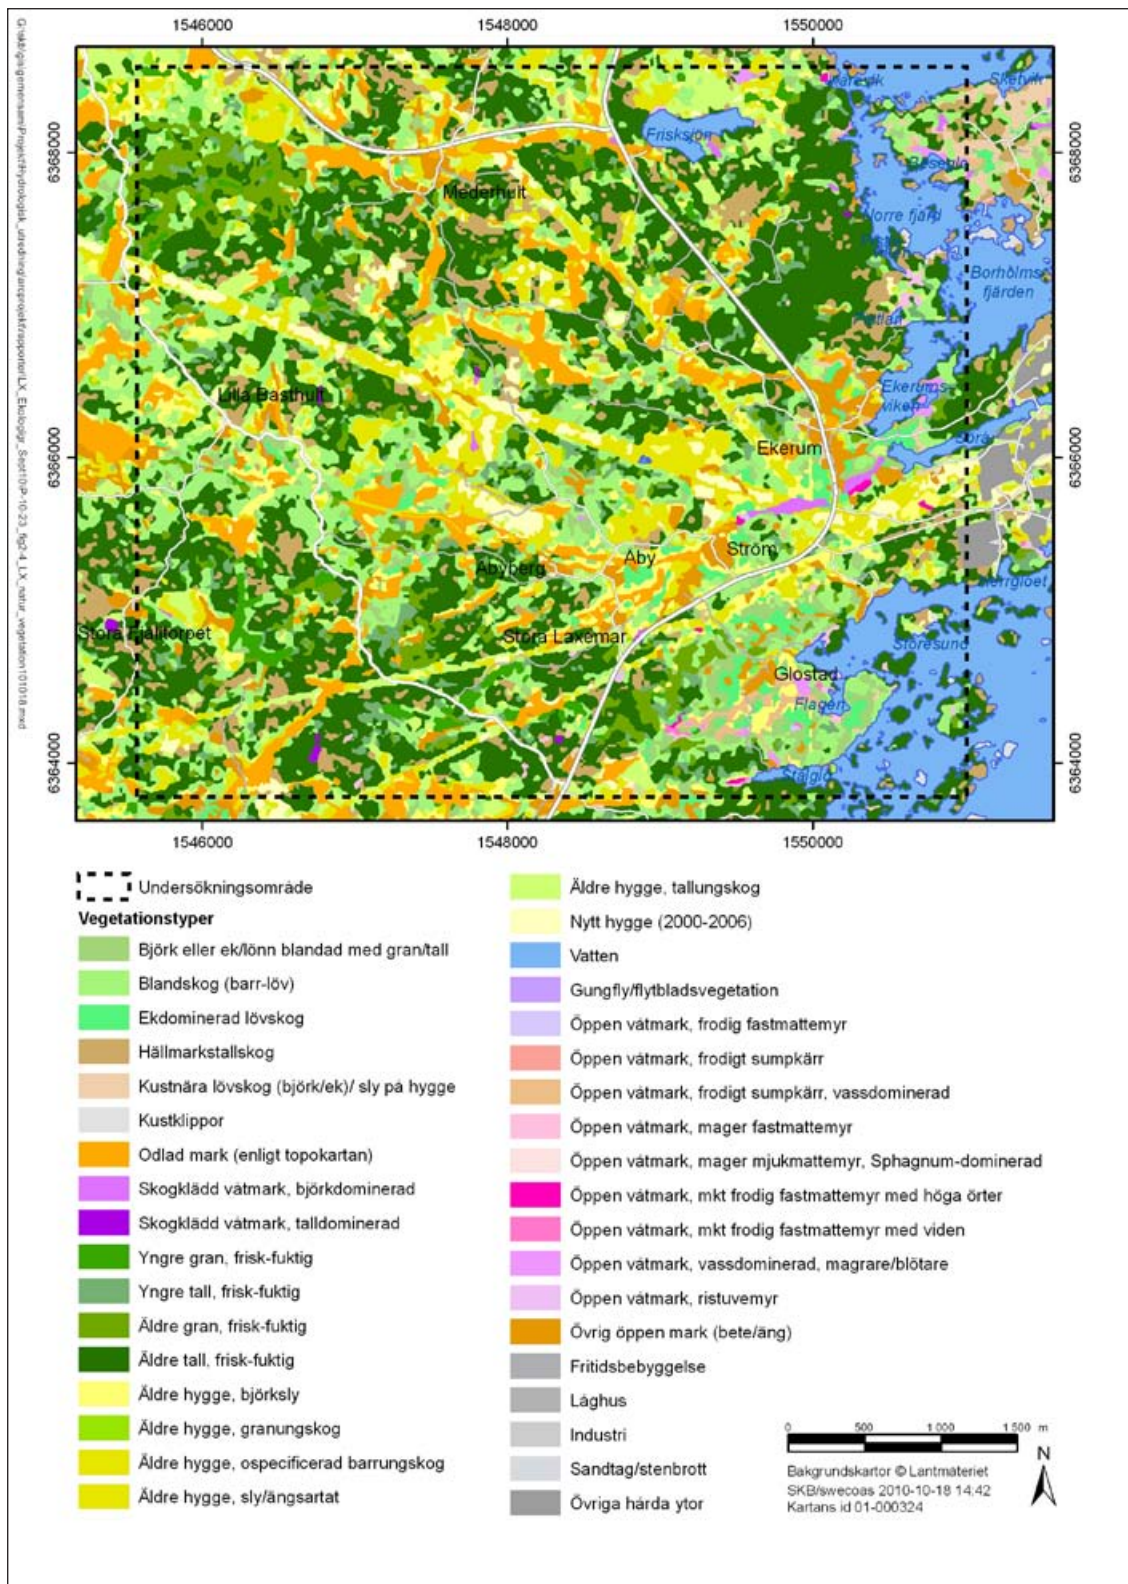 1546000
1548000
1550000
6368000
6368000
6366000
6366000
6364000
6364000
Frisksjön
Sketvik
Mederhult
Norre fjärd
Borholms-
fjärden
Lilla Basthult
Ekerums-
viken
Ekerum
Ström
Åby
Åbyberg
Stora Fjälltorpet
Stora Laxemar
Storesund
Glostad
Flagen
Stålglo
1546000
1548000
1550000
Undersökningsområde
Vegetationstyper
Björk eller ek/lönn blandad med gran/tall
Blandskog (barr-löv)
Ekdominerad lövskog
Hällmarkstallskog
Kustnära lövskog (björk/ek)/ sly på hygge
Kustklippor
Odlad mark (enligt topokartan)
Skogklädd våtmark, björkdominerad
Skogklädd våtmark, talldominerad
Yngre gran, frisk-fuktig
Yngre tall, frisk-fuktig
Äldre gran, frisk-fuktig
Äldre tall, frisk-fuktig
Äldre hygge, björksly
Äldre hygge, granungskog
Äldre hygge, ospecificerad barrungskog
Äldre hygge, sly/ängsartat
Äldre hygge, tallungskog
Nytt hygge (2000-2006)
Vatten
Gungfly/flytbladsvegetation
Öppen våtmark, frodig fastmattemyr
Öppen våtmark, frodigt sumpkärr
Öppen våtmark, frodigt sumpkärr, vassdominerad
Öppen våtmark, mager fastmattemyr
Öppen våtmark, mager mjukmattemyr, Sphagnum-dominerad
Öppen våtmark, mkt frodig fastmattemyr med höga örter
Öppen våtmark, mkt frodig fastmattemyr med viden
Öppen våtmark, vassdominerad, magrare/blötare
Öppen våtmark, ristuvemyr
Övrig öppen mark (bete/äng)
Fritidsbebyggelse
Låghus
Industri
Sandtag/stenbrott
Övriga hårda ytor
0 500 1 000 1 500 m
N
Bakgrundskartor © Lantmäteriet
SKB/swecoas 2010-10-18 14:42
Kartans id 01-000324